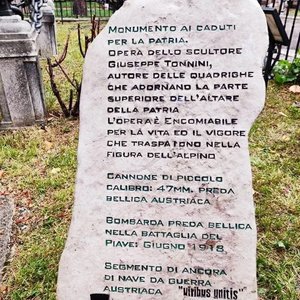 MONUMENTO AI CADUTI
PER LA PATRIA.
OPERA DELLO SCULTORE
GIUSEPPE TONNINI,
AUTORE DELLE QUADRIGHE
CHE ADORNANO LA PARTE
SUPERIORE DELL'ALTARE
DELLA PATRIA
L'OPERA È ENCOMIABILE
PER LA VITA ED IL VIGORE
CHE TRASPAIONO NELLA
FIGURA DELL'ALPINO
CANNONE DI PICCOLO
CALIBRO: 47MM. PREDA
BELLICA AUSTRIACA
BOMBARDA PREDA BELLICA
NELLA BATTAGLIA DEL
PIAVE: GIUGNO 1918
SEGMENTO DI ANCORA
DI NAVE DA GUERRA
AUSTRIACA "viribus unitis"